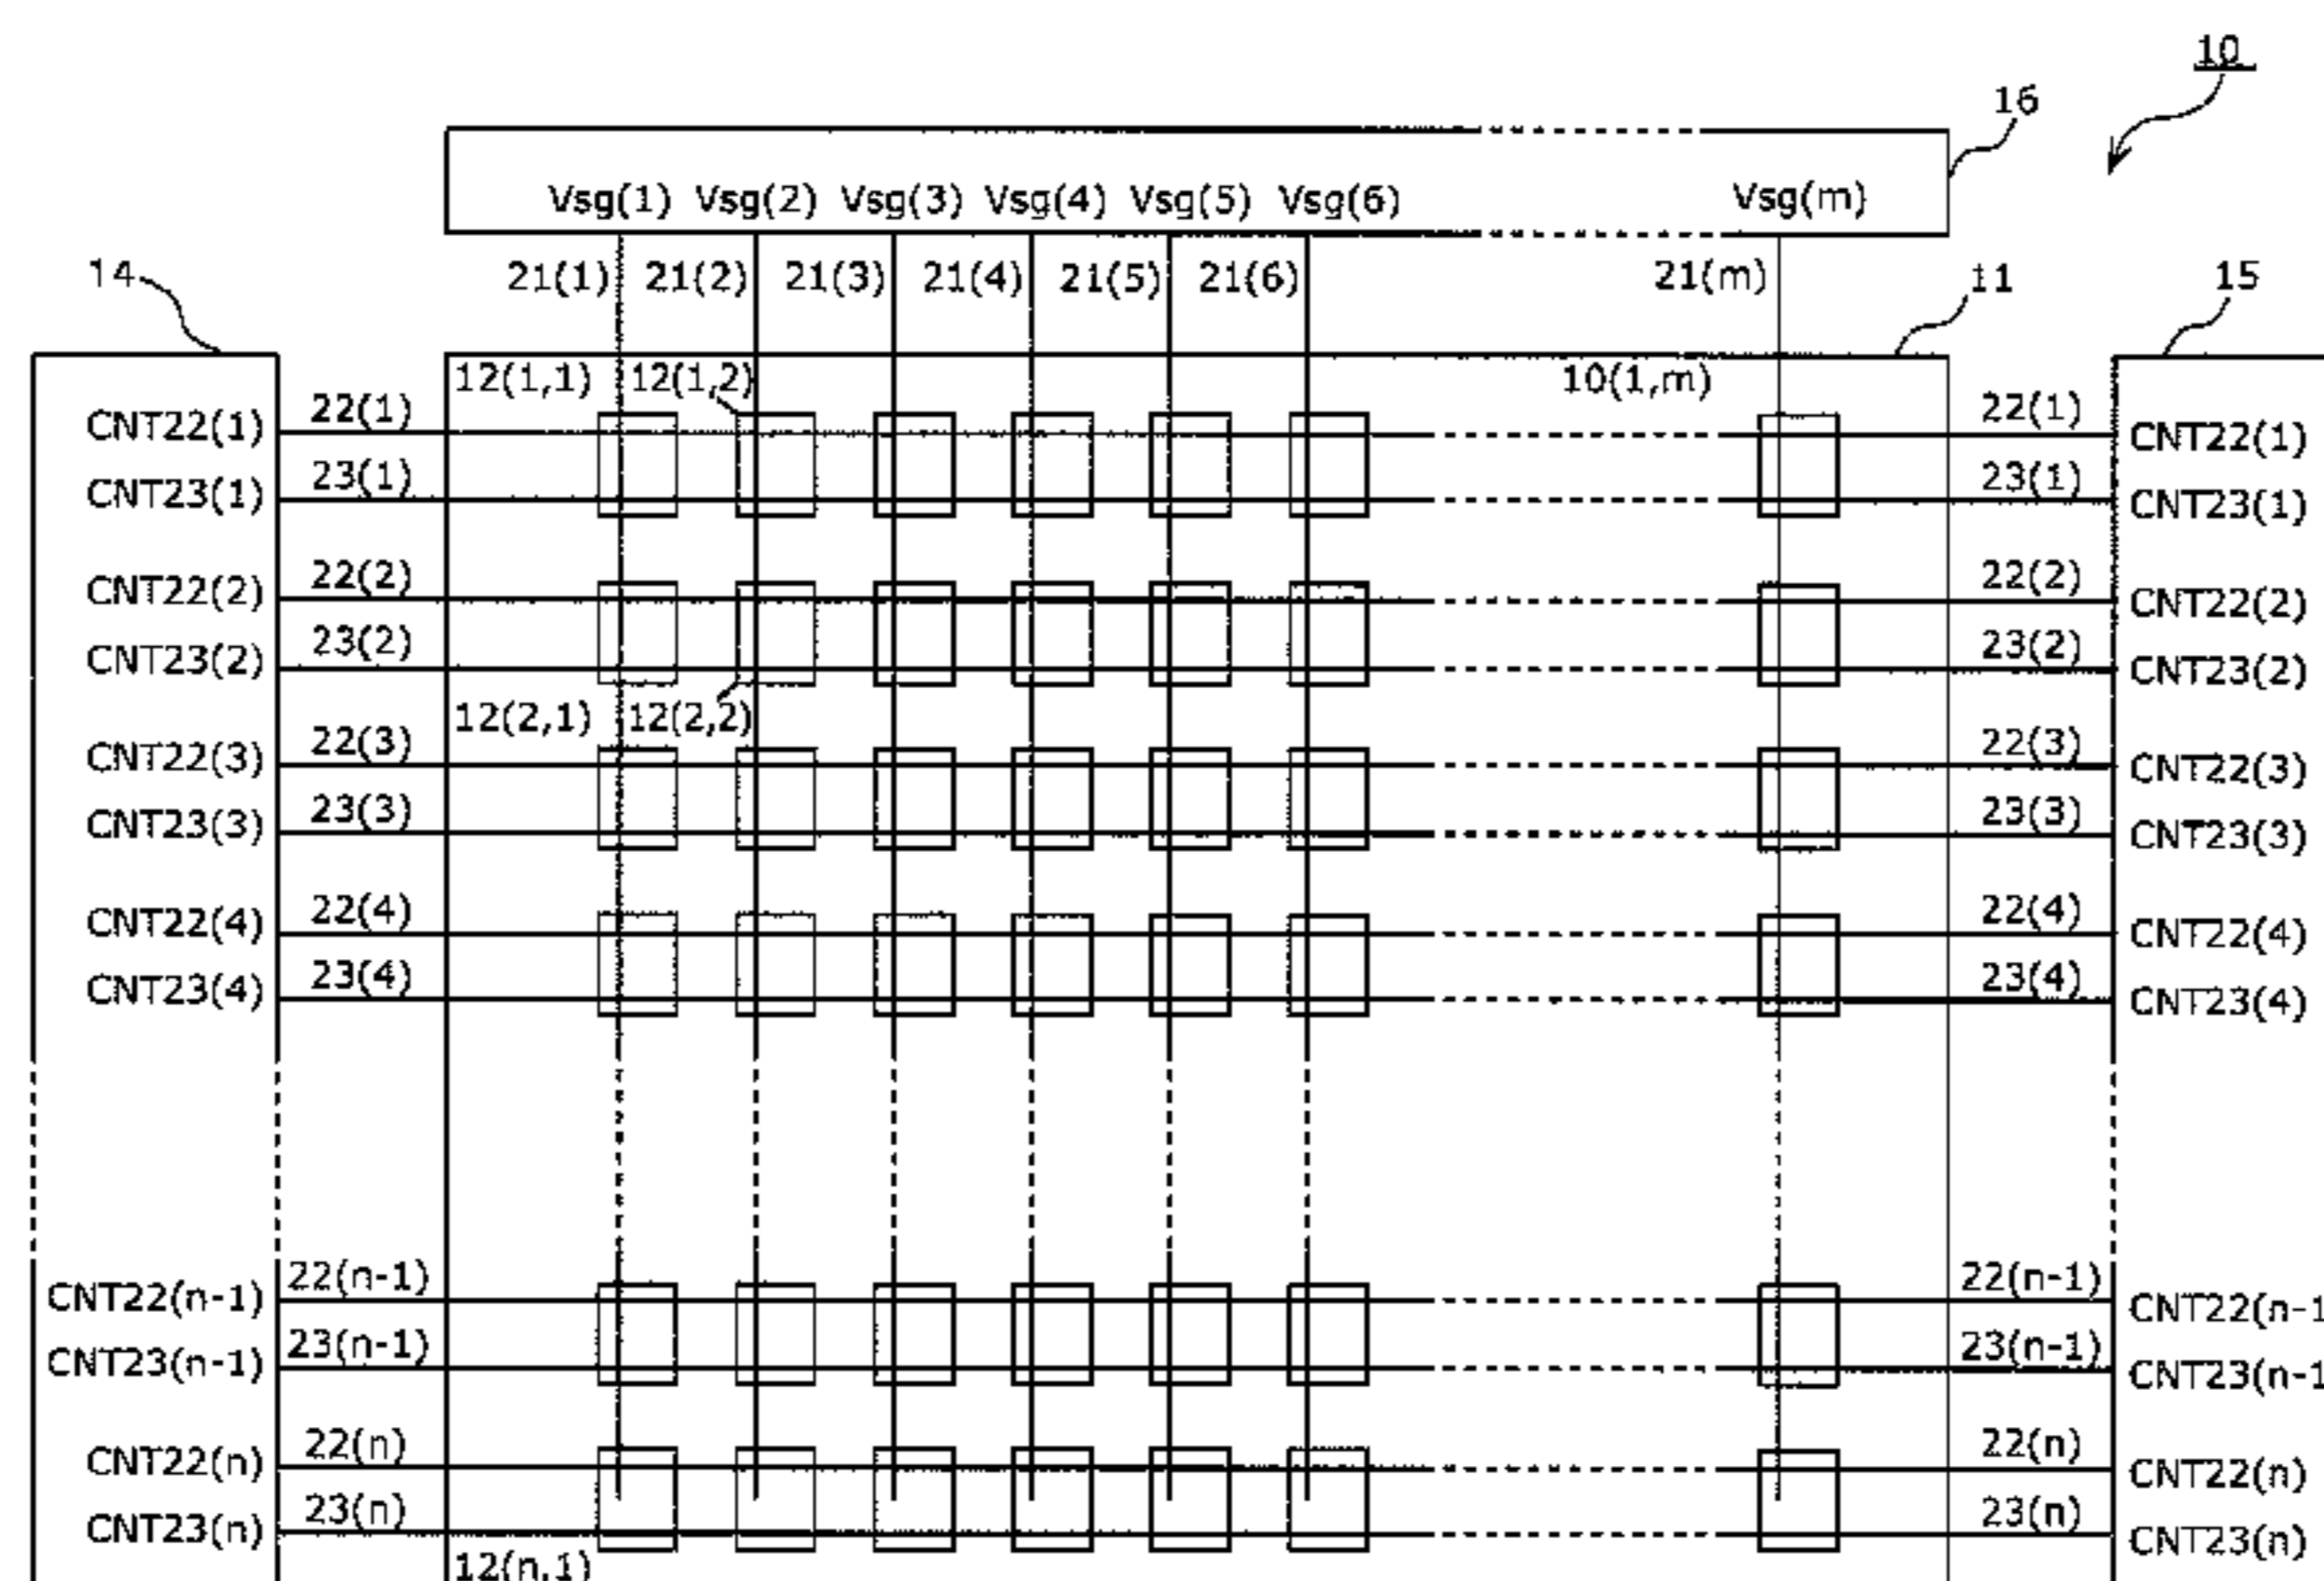 10
16
Vsg(1) Vsg(2) Vsg(3) Vsg(4) Vsg(5) Vsg(6) Vsg(m)
14 21(1) 21(2) 21(3) 21(4) 21(5) 21(6) 21(m) 11 15
12(1,1) 12(1,2) 10(1,m)
CNT22(1) 22(1) 22(1) CNT22(1)
CNT23(1) 23(1) 23(1) CNT23(1)
CNT22(2) 22(2) 22(2) CNT22(2)
CNT23(2) 23(2) 23(2) CNT23(2)
12(2,1) 12(2,2)
CNT22(3) 22(3) 22(3) CNT22(3)
CNT23(3) 23(3) 23(3) CNT23(3)
CNT22(4) 22(4) 22(4) CNT22(4)
CNT23(4) 23(4) 23(4) CNT23(4)
CNT22(n-1) 22(n-1) 22(n-1) CNT22(n-1
CNT23(n-1) 23(n-1) 23(n-1) CNT23(n-1
CNT22(n) 22(n) 22(n) CNT22(n)
CNT23(n) 23(n) 23(n) CNT23(n)
12(n,1)